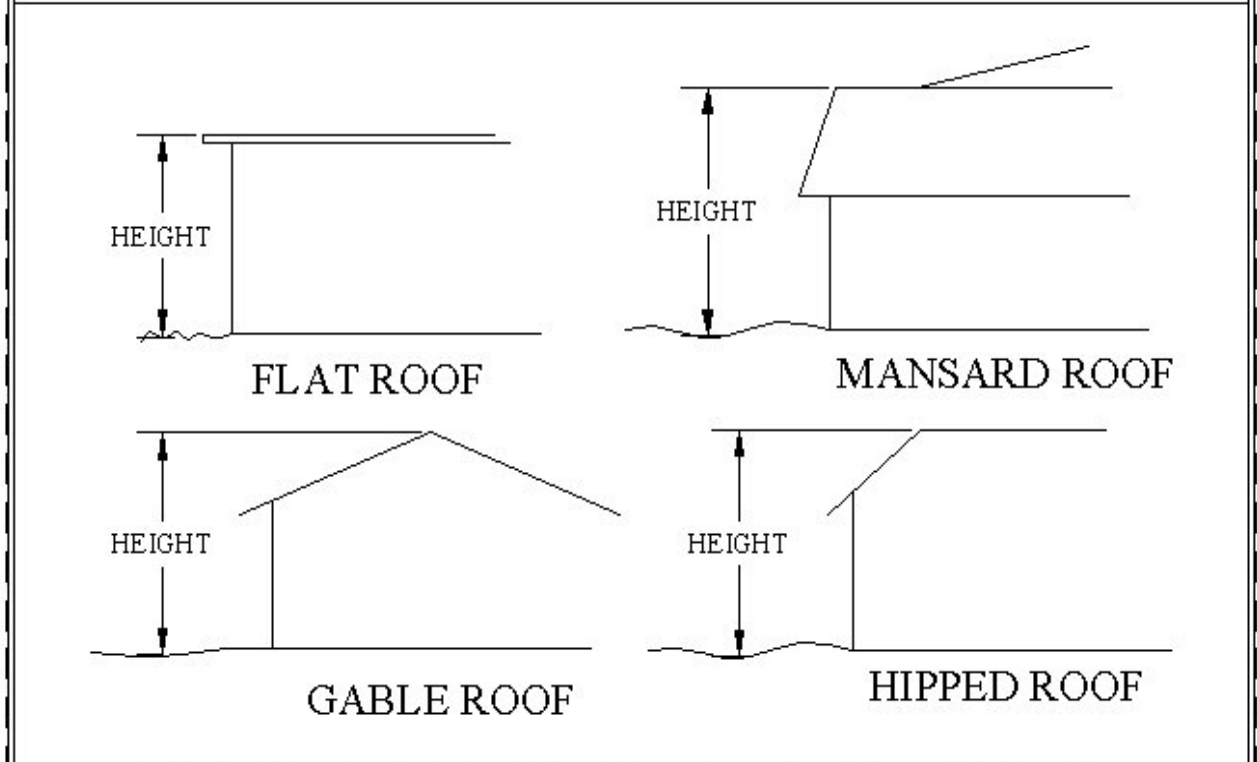 HEIGHT
FLAT ROOF
HEIGHT
MANSARD ROOF
HEIGHT
GABLE ROOF
HEIGHT
HIPPED ROOF